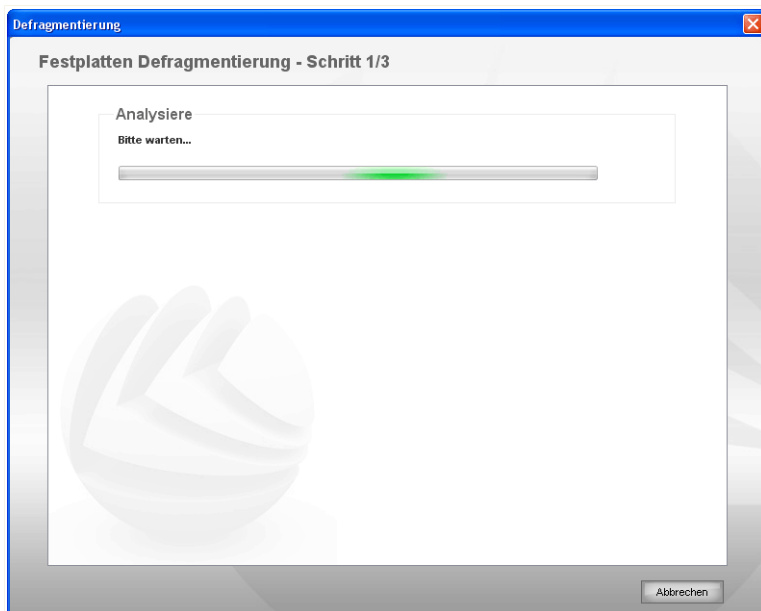 Defragmentierung
Festplatten Defragmentierung - Schritt 1/3
Analysiere
Bitte warten...
Abbrechen